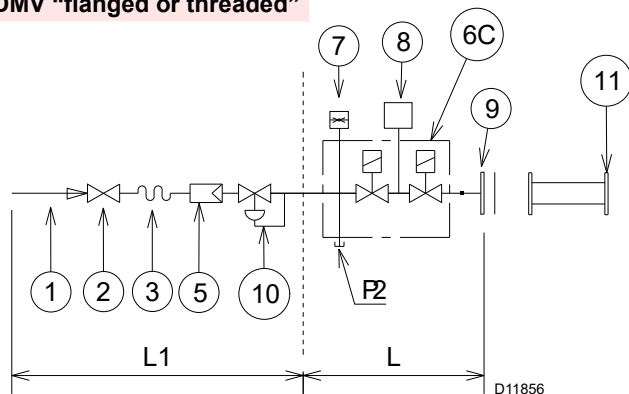 DMV “flanged or threaded”
7
8
6C
9
11
1
2
3
5
10
P2
L1
L
D11856